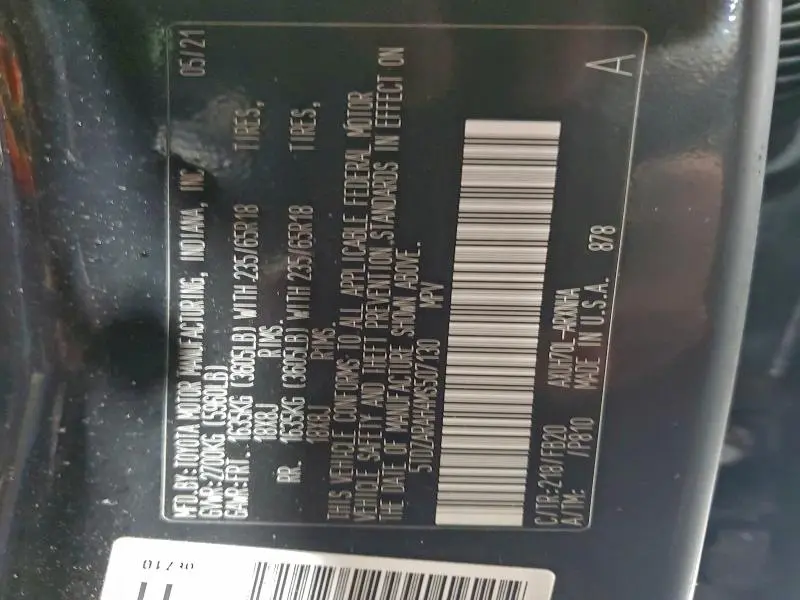 MFD.BY:TOYOTA MOTOR MANUFACTURING, INDIANA, INC. 05/21
GVWR:2700KG (5960LB)
GAWR:FRT. 1635KG (3605LB) WITH 235/65R18 TIRES,
18X8J RIMS.
RR. 1635KG (3605LB) WITH 235/65R18 TIRES,
18X8J RIMS.
THIS VEHICLE CONFORMS TO ALL APPLICABLE FEDERAL MOTOR
VEHICLE SAFETY AND THEFT PREVENTION STANDARDS IN EFFECT ON
THE DATE OF MANUFACTURE SHOWN ABOVE.
5TDZARAH4MS507130 MPV
C/TR:218/FB20 AXUH70L-ARXNHA
A/TM: /P810 MADE IN U.S.A. 878
A